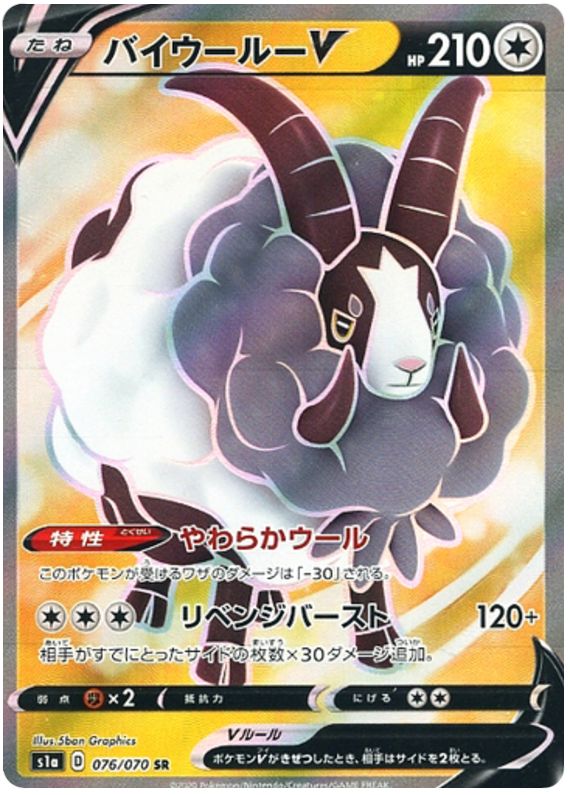 たね バイウールーV HP 210
特性 とくせい やわらかウール
このポケモンが受けるワザのダメージは「-30」される。
リベンジバースト 120+
相手がすでにとったサイドの枚数×30ダメージ追加。
弱点 ×2 抵抗力 にげる
Illus. 5ban Graphics
Vルール
s1a D 076/070 SR
ポケモンVがきぜつしたとき、相手はサイドを2枚とる。
©2020 Pokémon/Nintendo/Creatures/GAME FREAK.